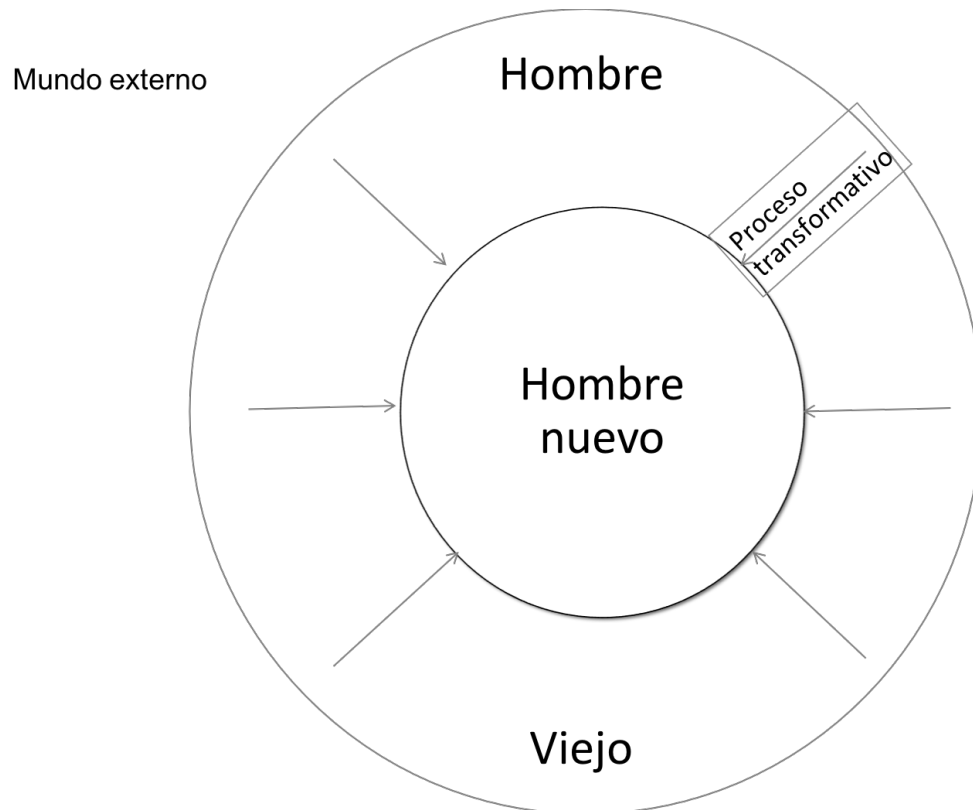 Mundo externo
Hombre
Proceso
transformativo
Hombre
nuevo
Viejo